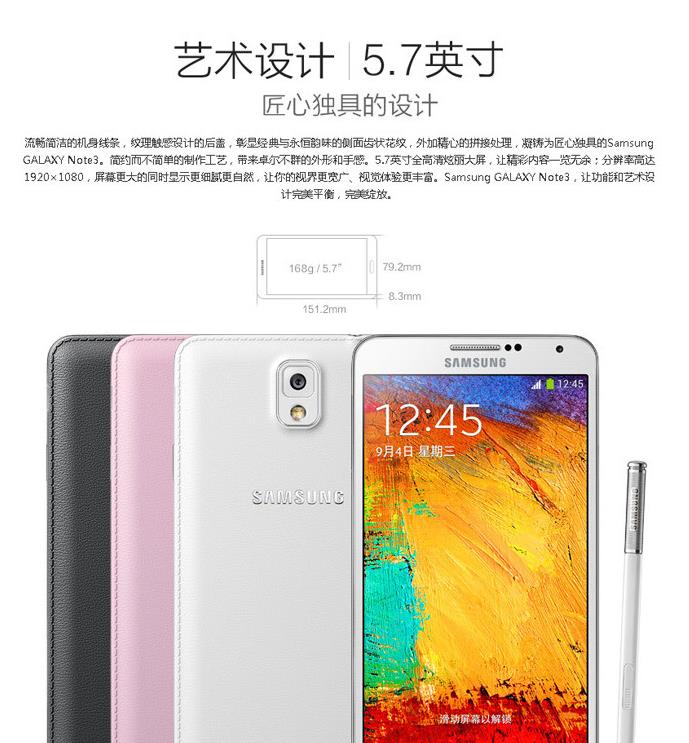 艺术设计 | 5.7英寸
匠心独具的设计
流畅简洁的机身线条，纹理触感设计的后盖，彰显经典与永恒韵味的侧面齿状花纹，外加精心的拼接处理，凝铸为匠心独具的Samsung
GALAXY Note3。简约而不简单的制作工艺，带来卓尔不群的外形和手感。5.7英寸全高清炫丽大屏，让精彩内容一览无余；分辨率高达
1920×1080，屏幕更大的同时显示更细腻更自然，让你的视界更宽广、视觉体验更丰富。Samsung GALAXY Note3，让功能和艺术设
计完美平衡，完美绽放。
168g / 5.7”
79.2mm
8.3mm
151.2mm
SAMSUNG
12:45
12:45
9月4日 星期三
SAMSUNG
SAMSUNG
滑动屏幕以解锁